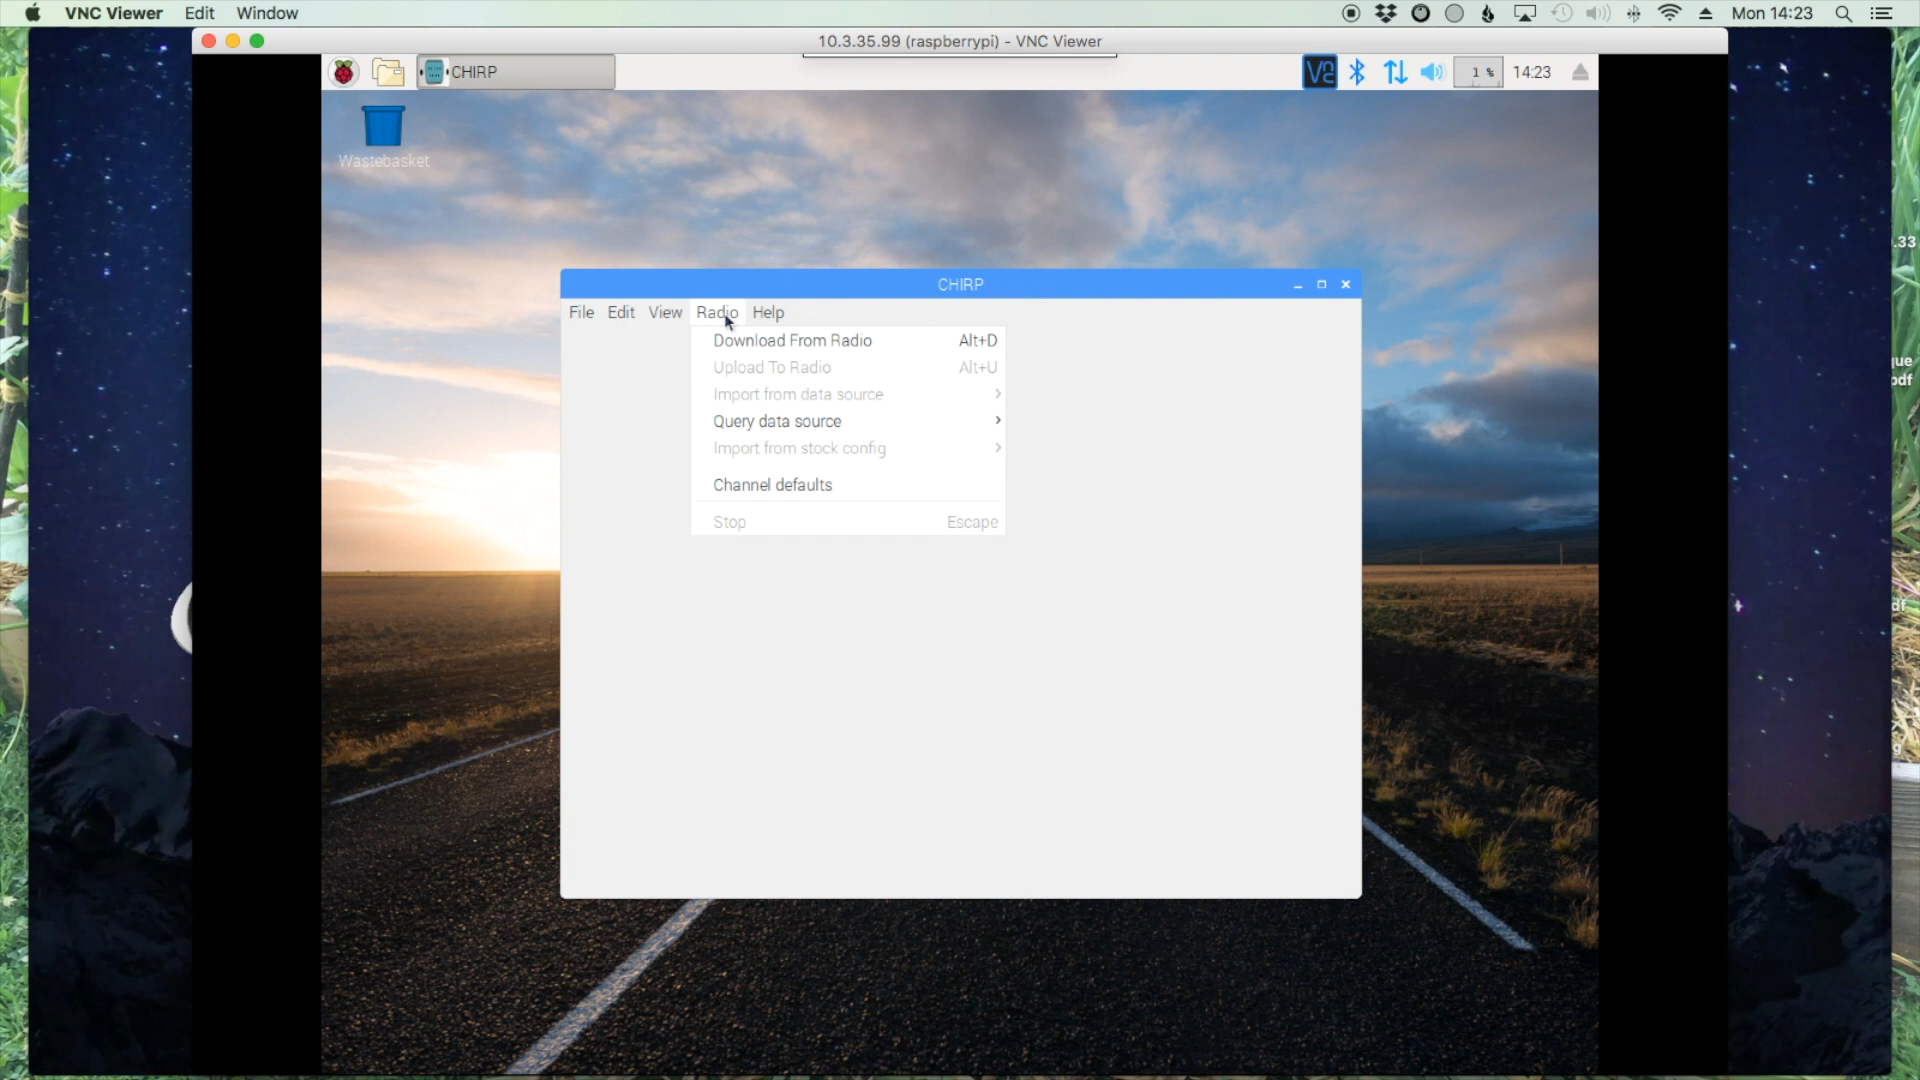 VNC Viewer Edit Window Mon 14:23
10.3.35.99 (raspberrypi) - VNC Viewer
CHIRP 1 % 14:23
Wastebasket
CHIRP
File Edit View Radio Help
Download From Radio Alt+D
Upload To Radio Alt+U
Import from data source
Query data source
Import from stock config
Channel defaults
Stop Escape
.33